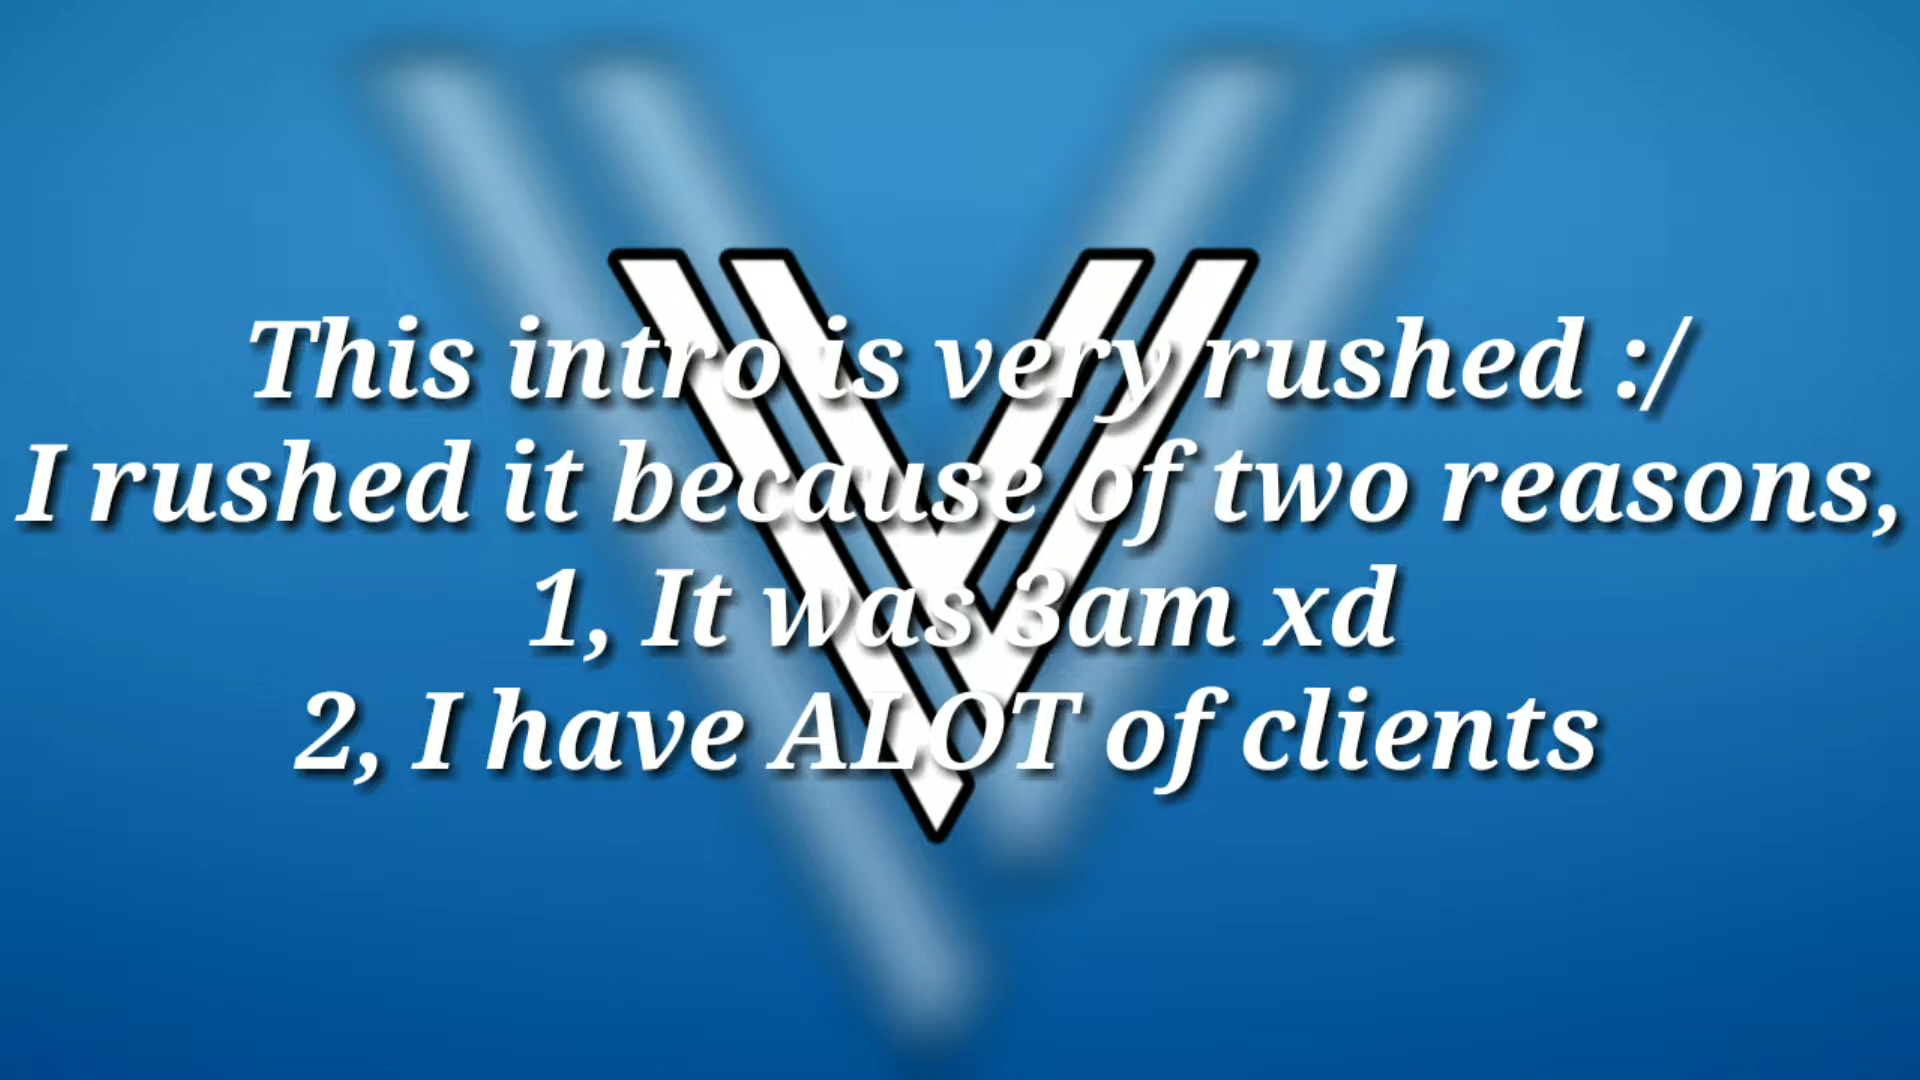 This intro is very rushed :/
I rushed it because of two reasons,
1, It was 3am xd
2, I have ALOT of clients